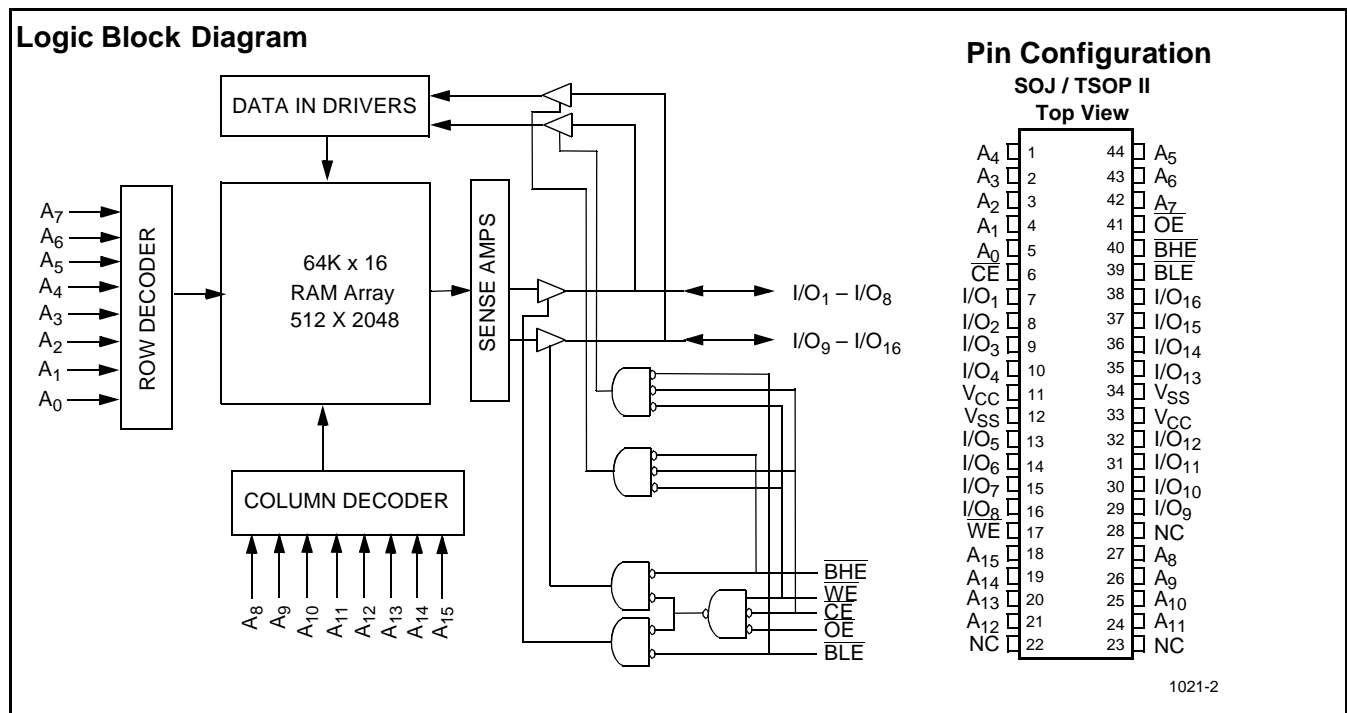 Logic Block Diagram
DATA IN DRIVERS
A7
A6
A5
A4
A3
A2
A1
A0
ROW DECODER
64K x 16
RAM Array
512 X 2048
SENSE AMPS
I/O1 – I/O8
I/O9 – I/O16
COLUMN DECODER
A8
A9
A10
A11
A12
A13
A14
A15
BHE
WE
CE
OE
BLE
Pin Configuration
SOJ / TSOP II
Top View
A4 1 44 A5
A3 2 43 A6
A2 3 42 A7
A1 4 41 OE
A0 5 40 BHE
CE 6 39 BLE
I/O1 7 38 I/O16
I/O2 8 37 I/O15
I/O3 9 36 I/O14
I/O4 10 35 I/O13
VCC 11 34 VSS
VSS 12 33 VCC
I/O5 13 32 I/O12
I/O6 14 31 I/O11
I/O7 15 30 I/O10
I/O8 16 29 I/O9
WE 17 28 NC
A15 18 27 A8
A14 19 26 A9
A13 20 25 A10
A12 21 24 A11
NC 22 23 NC
1021-2